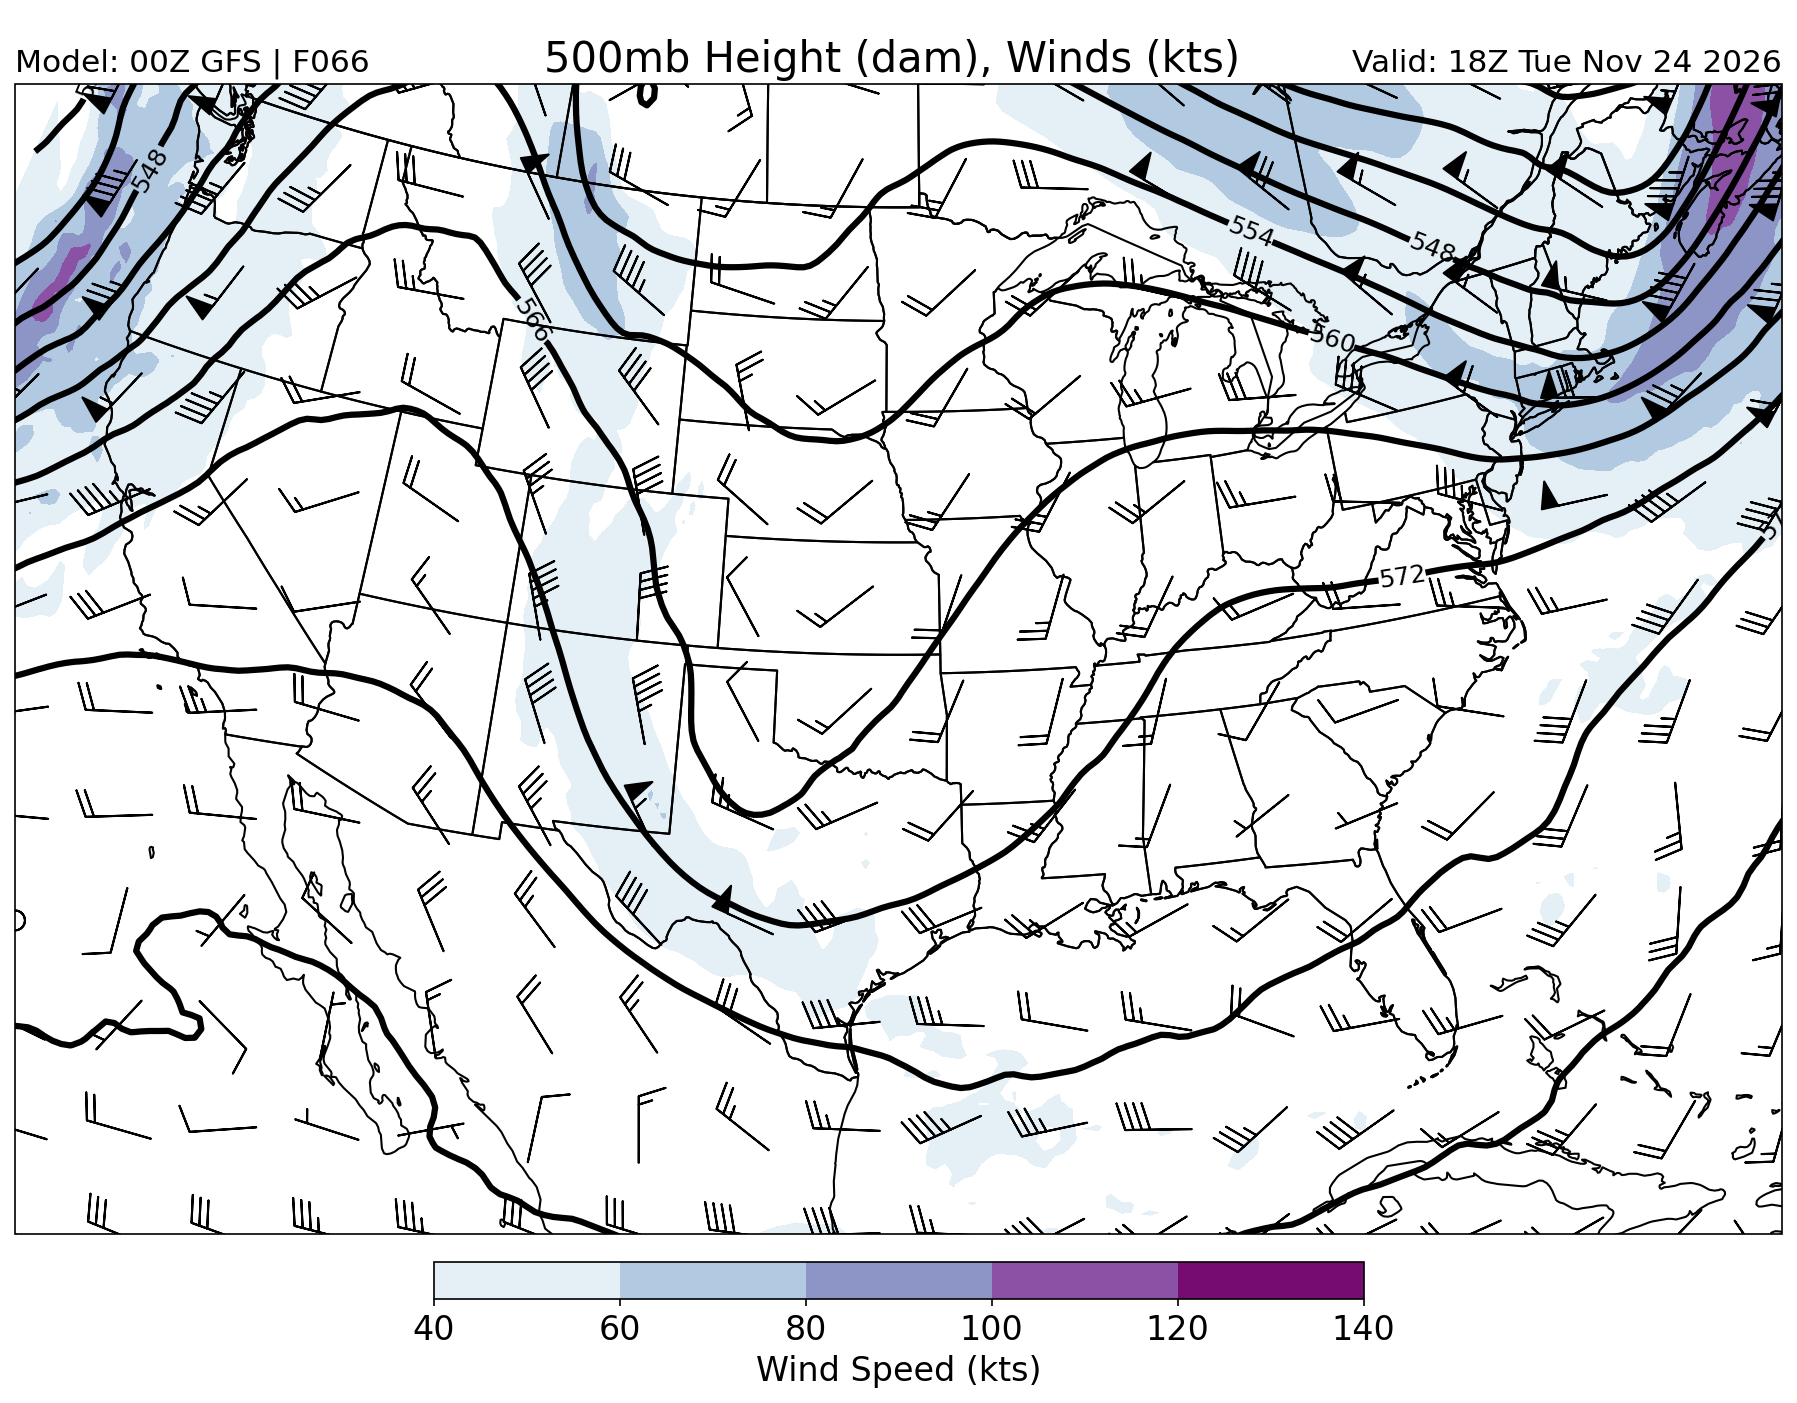 Model: 00Z GFS | F066
500mb Height (dam), Winds (kts)
Valid: 18Z Tue Nov 24 2026
548
554
548
566
560
572
40 60 80 100 120 140
Wind Speed (kts)